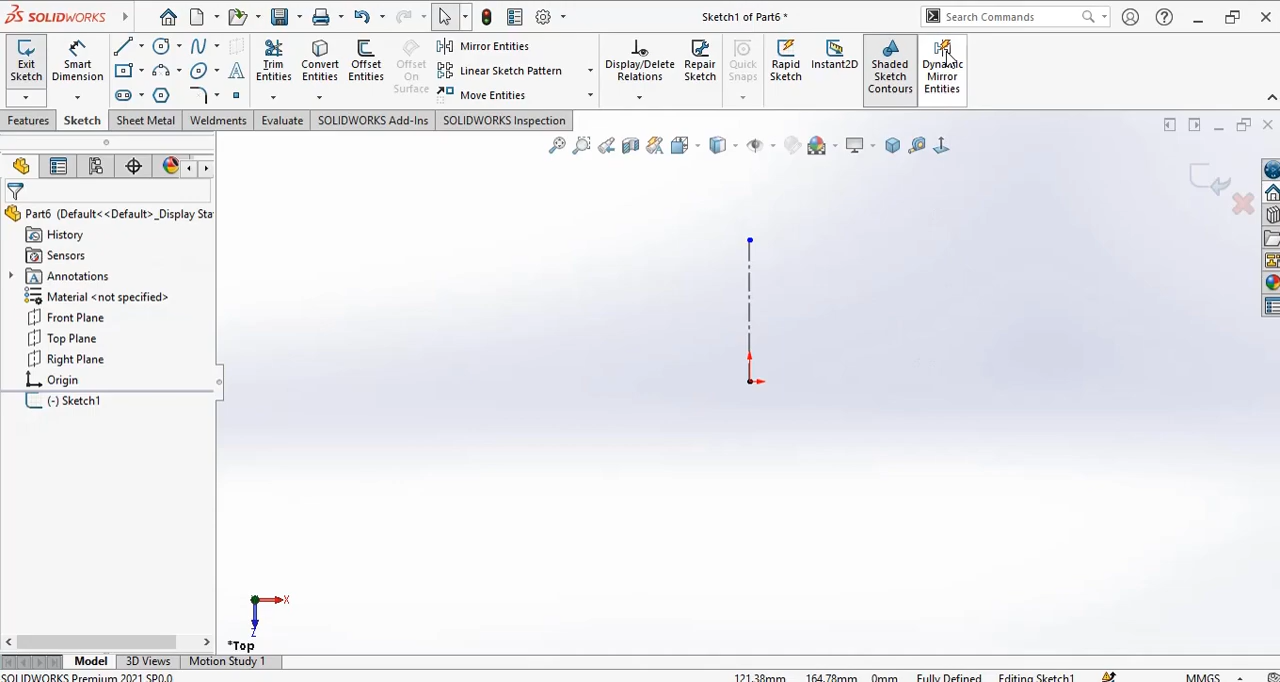 SOLIDWORKS
Sketch1 of Part6 *
Search Commands
Exit Sketch
Smart Dimension
Trim Entities
Convert Entities
Offset Entities
Offset On Surface
Mirror Entities
Linear Sketch Pattern
Move Entities
Display/Delete Relations
Repair Sketch
Quick Snaps
Rapid Sketch
Instant2D
Shaded Sketch Contours
Mirror Entities
Features
Sketch
Sheet Metal
Weldments
Evaluate
SOLIDWORKS Add-Ins
SOLIDWORKS Inspection
Part6 (Default<<Default>_Display Sta
History
Sensors
Annotations
Material <not specified>
Front Plane
Top Plane
Right Plane
Origin
(-) Sketch1
X
Z
*Top
Model
3D Views
Motion Study 1
SOLIDWORKS Premium 2021 SP0.0
121.38mm
164.78mm
0mm
Fully Defined
Editing Sketch1
MMGS